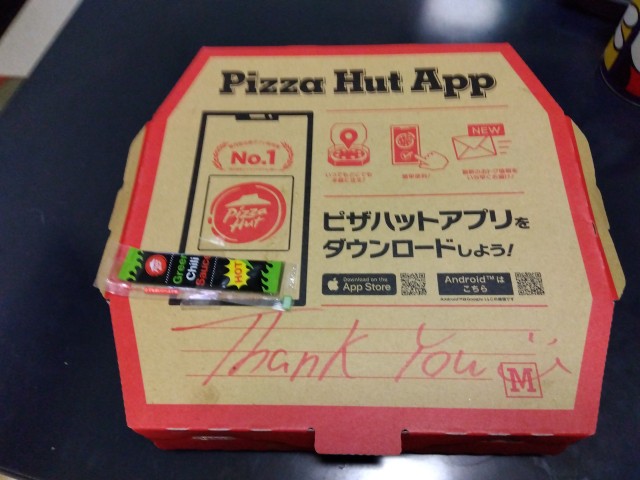 Pizza Hut App
No.1
Pizza
Hut
NEW
ピザハットアプリを
ダウンロードしよう!
Download on the
App Store
Android™ は
こちら
Green
Chili
Sauce
HOT
Thank You
M